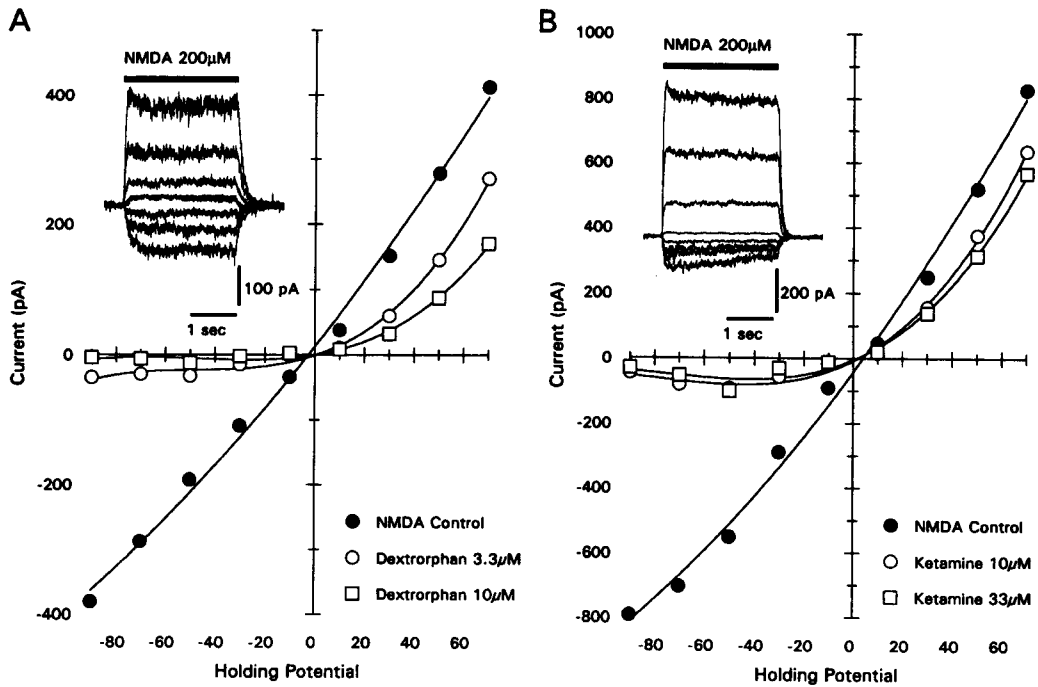 A
NMDA 200µM
400
200
0
-200
-400
Current (pA)
100 pA
1 sec
NMDA Control
Dextrorphan 3.3µM
Dextrorphan 10µM
-80 -60 -40 -20 0 20 40 60
Holding Potential
B
NMDA 200µM
1000
800
600
400
200
0
-200
-400
-600
-800
Current (pA)
200 pA
1 sec
NMDA Control
Ketamine 10µM
Ketamine 33µM
-80 -60 -40 -20 0 20 40 60
Holding Potential